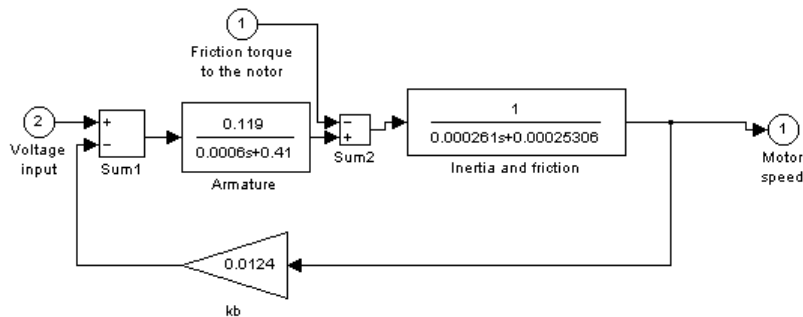 1
Friction torque
to the notor
2
Voltage
input
+
−
Sum1
0.119
0.0006s+0.41
Armature
−
+
Sum2
1
0.000261s+0.00025306
Inertia and friction
1
Motor
speed
0.0124
kb